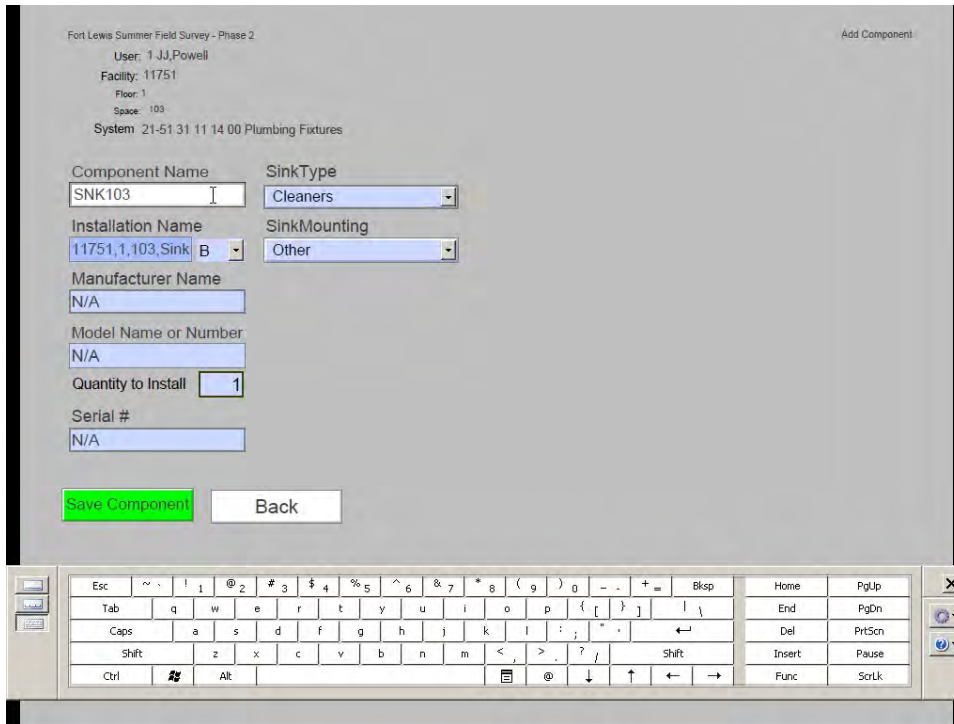 Fort Lewis Summer Field Survey - Phase 2
Add Component
User: 1 JJ,Powell
Facility: 11751
Floor: 1
Space: 103
System 21-51 31 11 14 00 Plumbing Fixtures
Component Name SinkType
SNK103 Cleaners
Installation Name SinkMounting
11751,1,103,Sink B Other
Manufacturer Name
N/A
Model Name or Number
N/A
Quantity to Install 1
Serial #
N/A
Save Component Back
Esc ~ ` ! 1 @ 2 # 3 $ 4 % 5 ^ 6 & 7 * 8 ( 9 ) 0 _ - + = Bksp Home PgUp
Tab q w e r t y u i o p { [ } ] | \ End PgDn
Caps a s d f g h j k l : ; " ' ← Del PrtScn
Shift z x c v b n m < , > . ? / Shift Insert Pause
Ctrl Alt @ ↓ ↑ ← → Func ScrLk